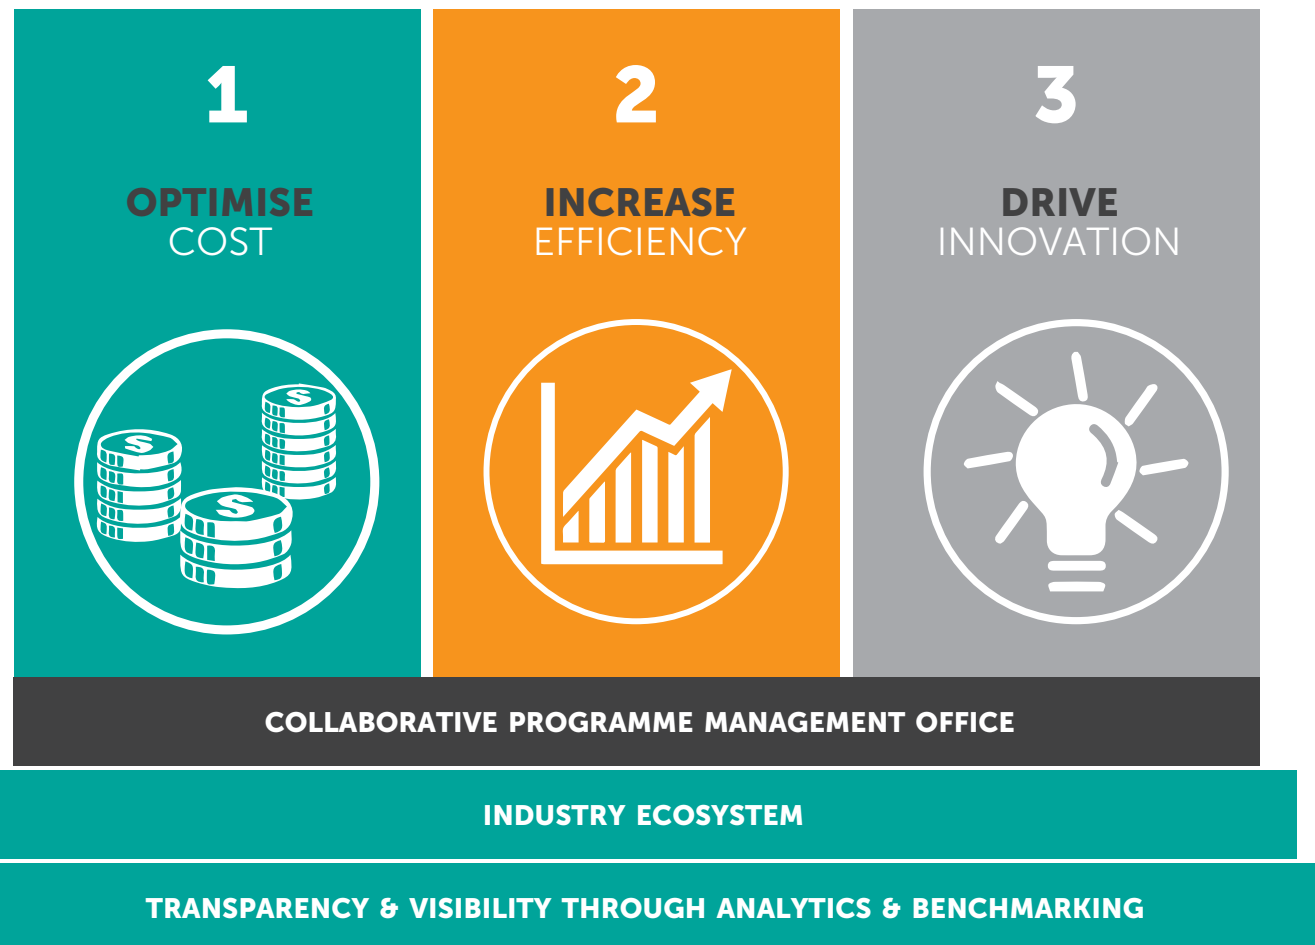 1
OPTIMISE
COST
2
INCREASE
EFFICIENCY
3
DRIVE
INNOVATION
$
$
$
COLLABORATIVE PROGRAMME MANAGEMENT OFFICE
INDUSTRY ECOSYSTEM
TRANSPARENCY & VISIBILITY THROUGH ANALYTICS & BENCHMARKING